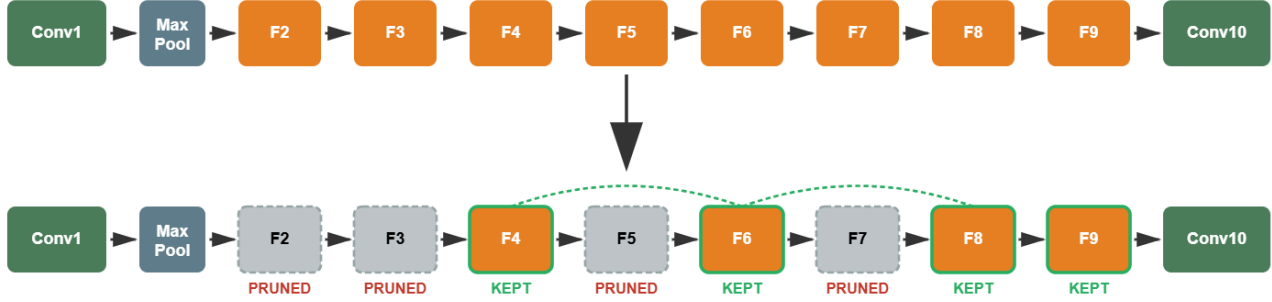 Conv1
Max
Pool
F2
F3
F4
F5
F6
F7
F8
F9
Conv10
Conv1
Max
Pool
F2
F3
F4
F5
F6
F7
F8
F9
Conv10
PRUNED
PRUNED
KEPT
PRUNED
KEPT
PRUNED
KEPT
KEPT